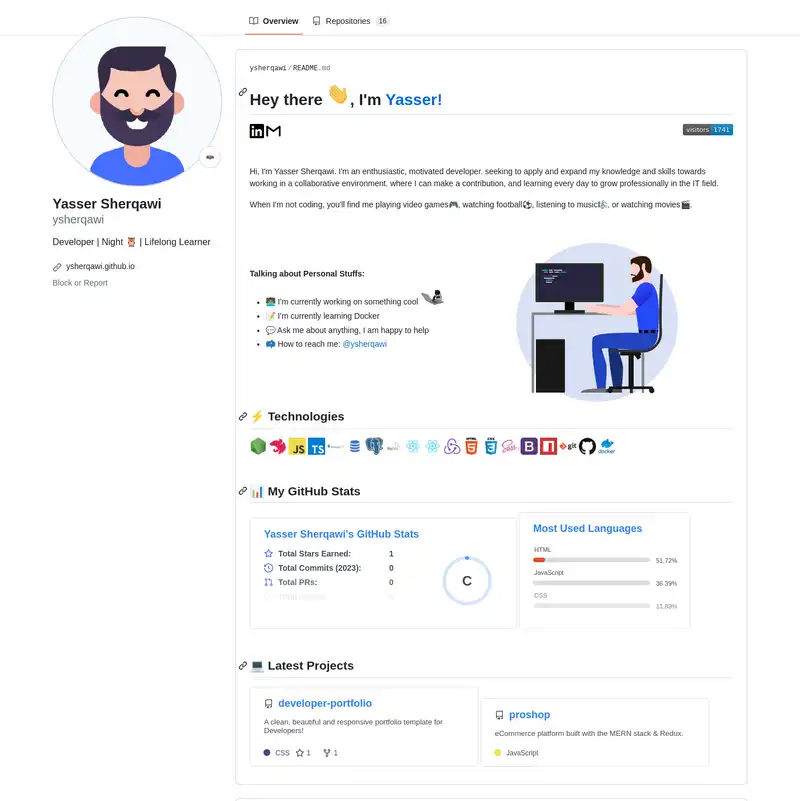 Overview
Repositories 16
Yasser Sherqawi
ysherqawi
Developer | Night 🦉 | Lifelong Learner
ysherqawi.github.io
Block or Report
ysherqawi / README.md
Hey there 👋, I'm Yasser!
visitors 1741
Hi, I'm Yasser Sherqawi. I'm an enthusiastic, motivated developer. seeking to apply and expand my knowledge and skills towards
working in a collaborative environment. where I can make a contribution, and learning every day to grow professionally in the IT field.
When I'm not coding, you'll find me playing video games🎮, watching football⚽, listening to music🎼, or watching movies🎬.
Talking about Personal Stuffs:
👨🏻‍💻 I'm currently working on something cool
📝 I'm currently learning Docker
💬 Ask me about anything, I am happy to help
📫 How to reach me: @ysherqawi
⚡ Technologies
JS TS HTML CSS Sass B git docker
📊 My GitHub Stats
Yasser Sherqawi's GitHub Stats
Total Stars Earned: 1
Total Commits (2023): 0
Total PRs: 0
C
Most Used Languages
HTML
51.72%
JavaScript
36.39%
CSS
11.89%
💻 Latest Projects
developer-portfolio
A clean, beautiful and responsive portfolio template for
Developers!
CSS 1 1
proshop
eCommerce platform built with the MERN stack & Redux.
JavaScript